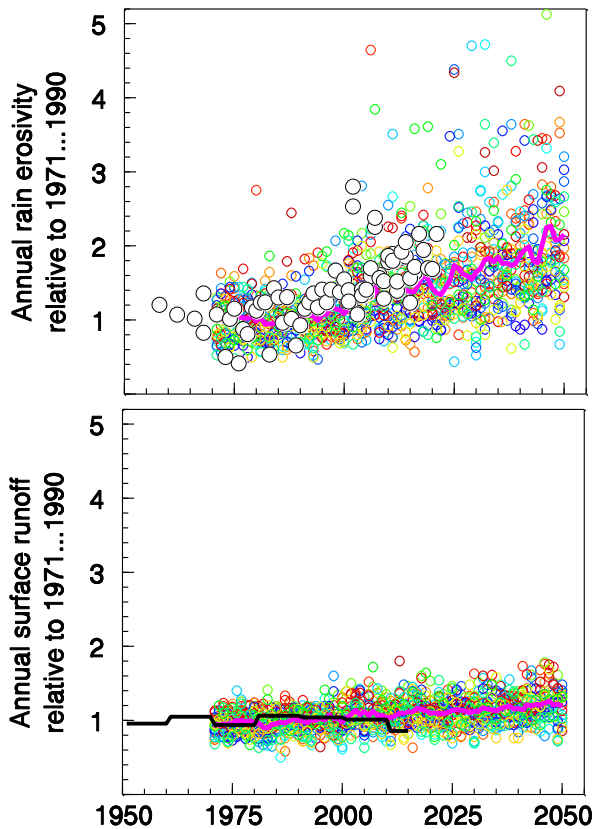 Annual rain erosivity
relative to 1971...1990
5
4
3
2
1
Annual surface runoff
relative to 1971...1990
5
4
3
2
1
1950 1975 2000 2025 2050